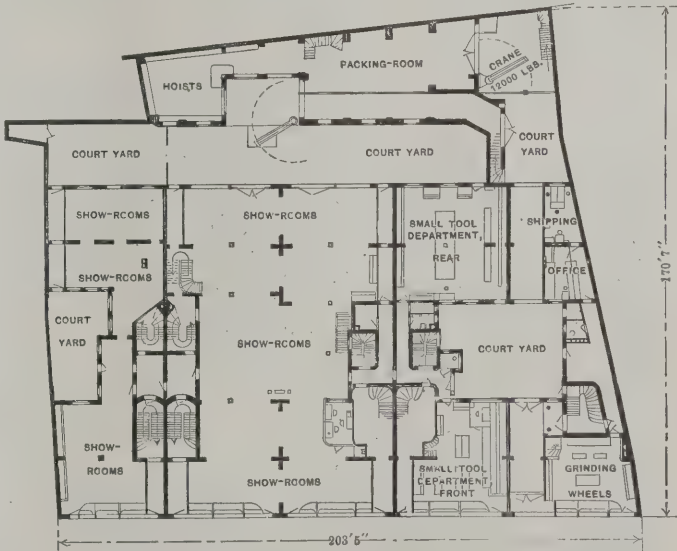 PACKING-ROOM
CRANE
12000 LBS.
HOISTS
COURT YARD
COURT YARD
COURT
YARD
SHOW-ROOMS
SHOW-ROOMS
SMALL TOOL
DEPARTMENT,
REAR
SHIPPING
SHOW-ROOMS
OFFICE
170'7"
COURT
YARD
SHOW-ROOMS
COURT YARD
SHOW-
ROOMS
SHOW-ROOMS
SMALL TOOL
DEPARTMENT
FRONT
GRINDING
WHEELS
203'5"